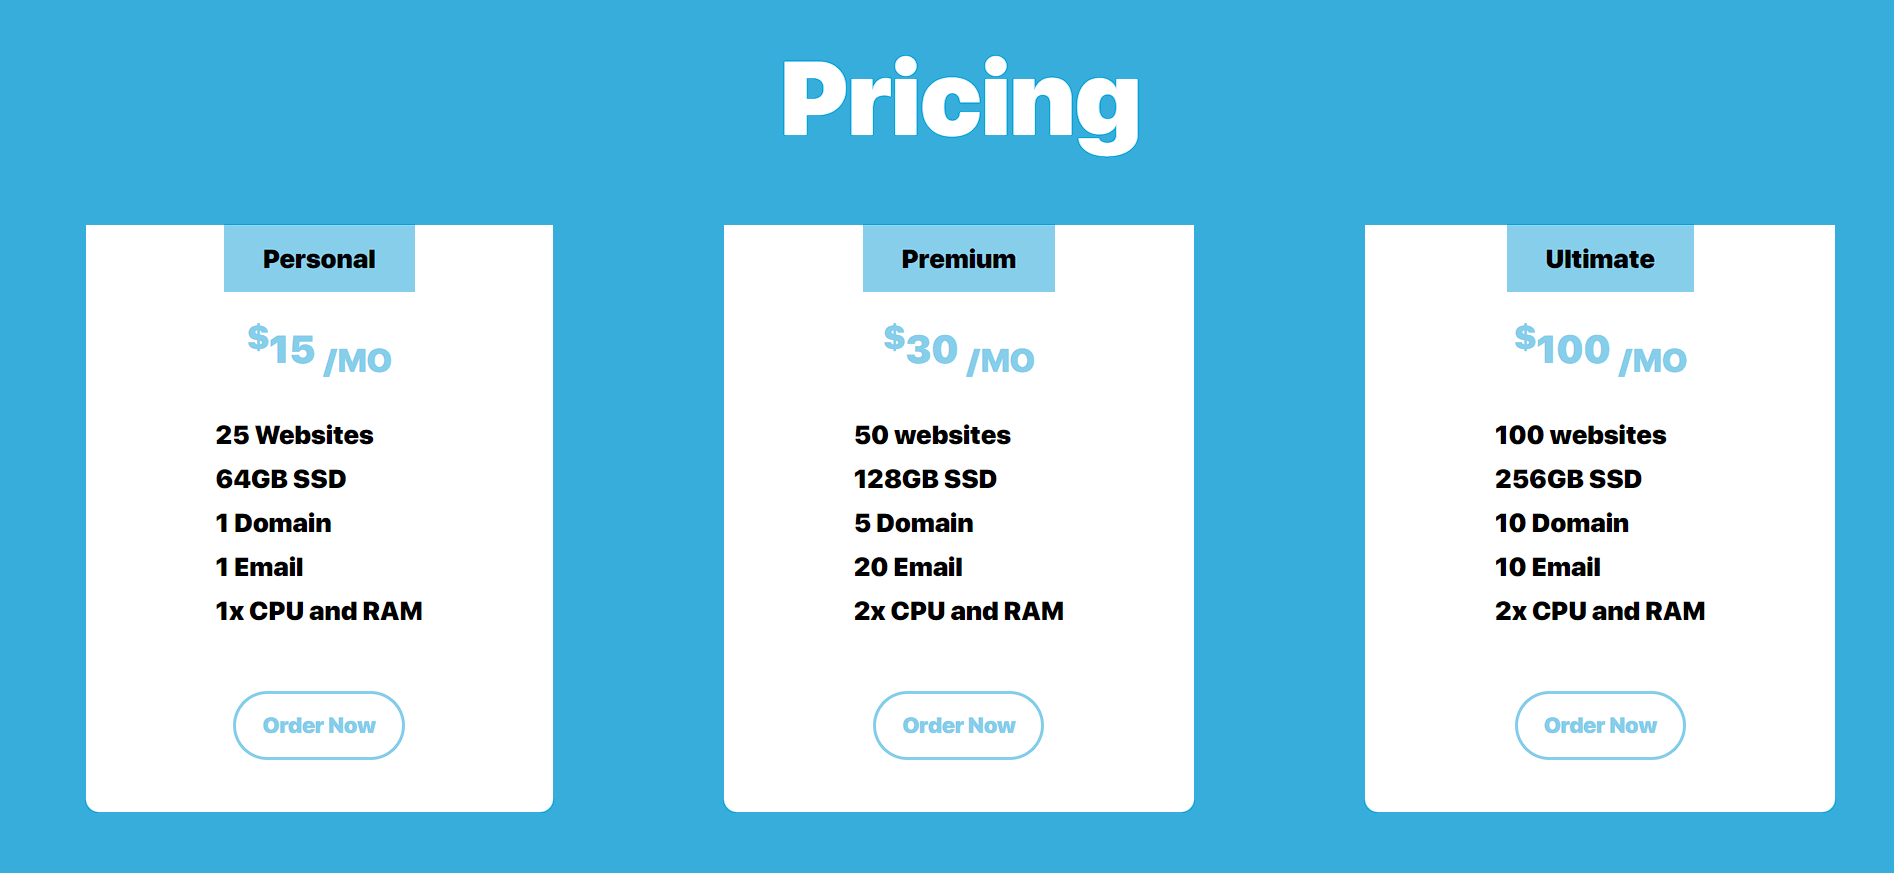 Pricing
Personal
$15 /MO
25 Websites
64GB SSD
1 Domain
1 Email
1x CPU and RAM
Order Now
Premium
$30 /MO
50 websites
128GB SSD
5 Domain
20 Email
2x CPU and RAM
Order Now
Ultimate
$100 /MO
100 websites
256GB SSD
10 Domain
10 Email
2x CPU and RAM
Order Now